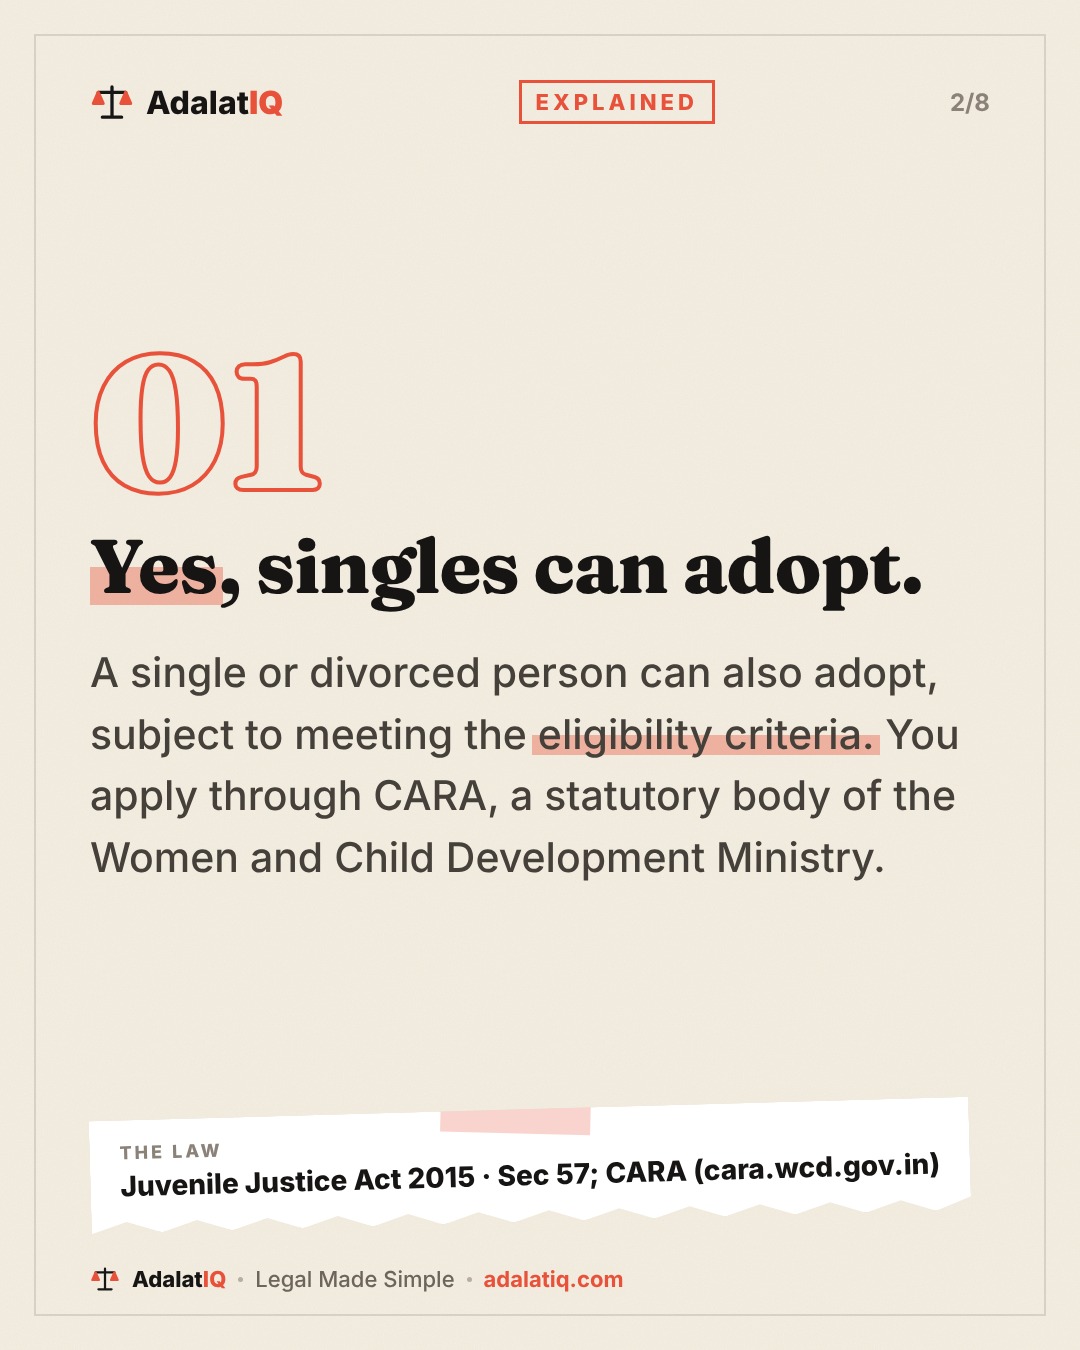 AdalatIQ
EXPLAINED
2/8
01
Yes, singles can adopt.
A single or divorced person can also adopt,
subject to meeting the eligibility criteria. You
apply through CARA, a statutory body of the
Women and Child Development Ministry.
THE LAW
Juvenile Justice Act 2015 · Sec 57; CARA (cara.wcd.gov.in)
AdalatIQ • Legal Made Simple • adalatiq.com